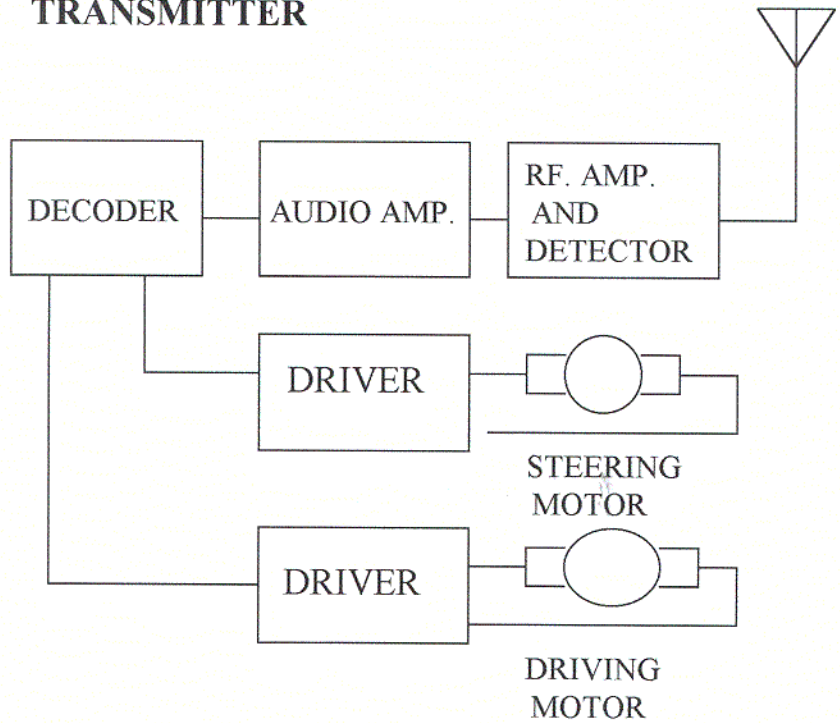 TRANSMITTER
DECODER
AUDIO AMP.
RF. AMP.
AND
DETECTOR
DRIVER
STEERING
MOTOR
DRIVER
DRIVING
MOTOR